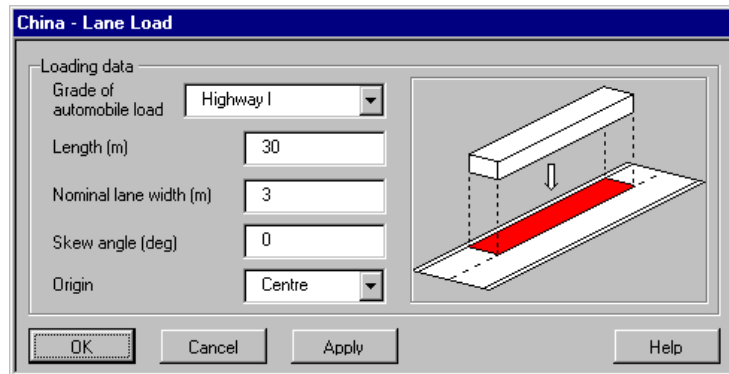 China - Lane Load
Loading data
Grade of
automobile load
Highway I
Length (m)
30
Nominal lane width (m)
3
Skew angle (deg)
0
Origin
Centre
OK
Cancel
Apply
Help